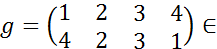 g = (1 2 3 4
4 2 3 1) ∈